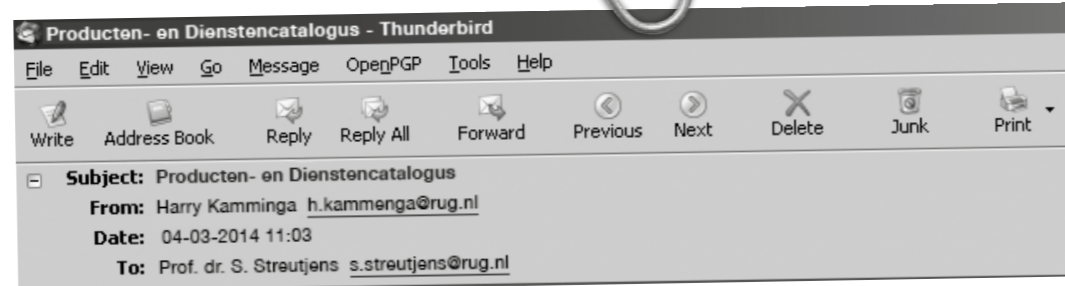 Producten- en Dienstencatalogus - Thunderbird
File Edit View Go Message OpenPGP Tools Help
Write Address Book Reply Reply All Forward Previous Next Delete Junk Print
Subject: Producten- en Dienstencatalogus
From: Harry Kamminga h.kammenga@rug.nl
Date: 04-03-2014 11:03
To: Prof. dr. S. Streutjens s.streutjens@rug.nl